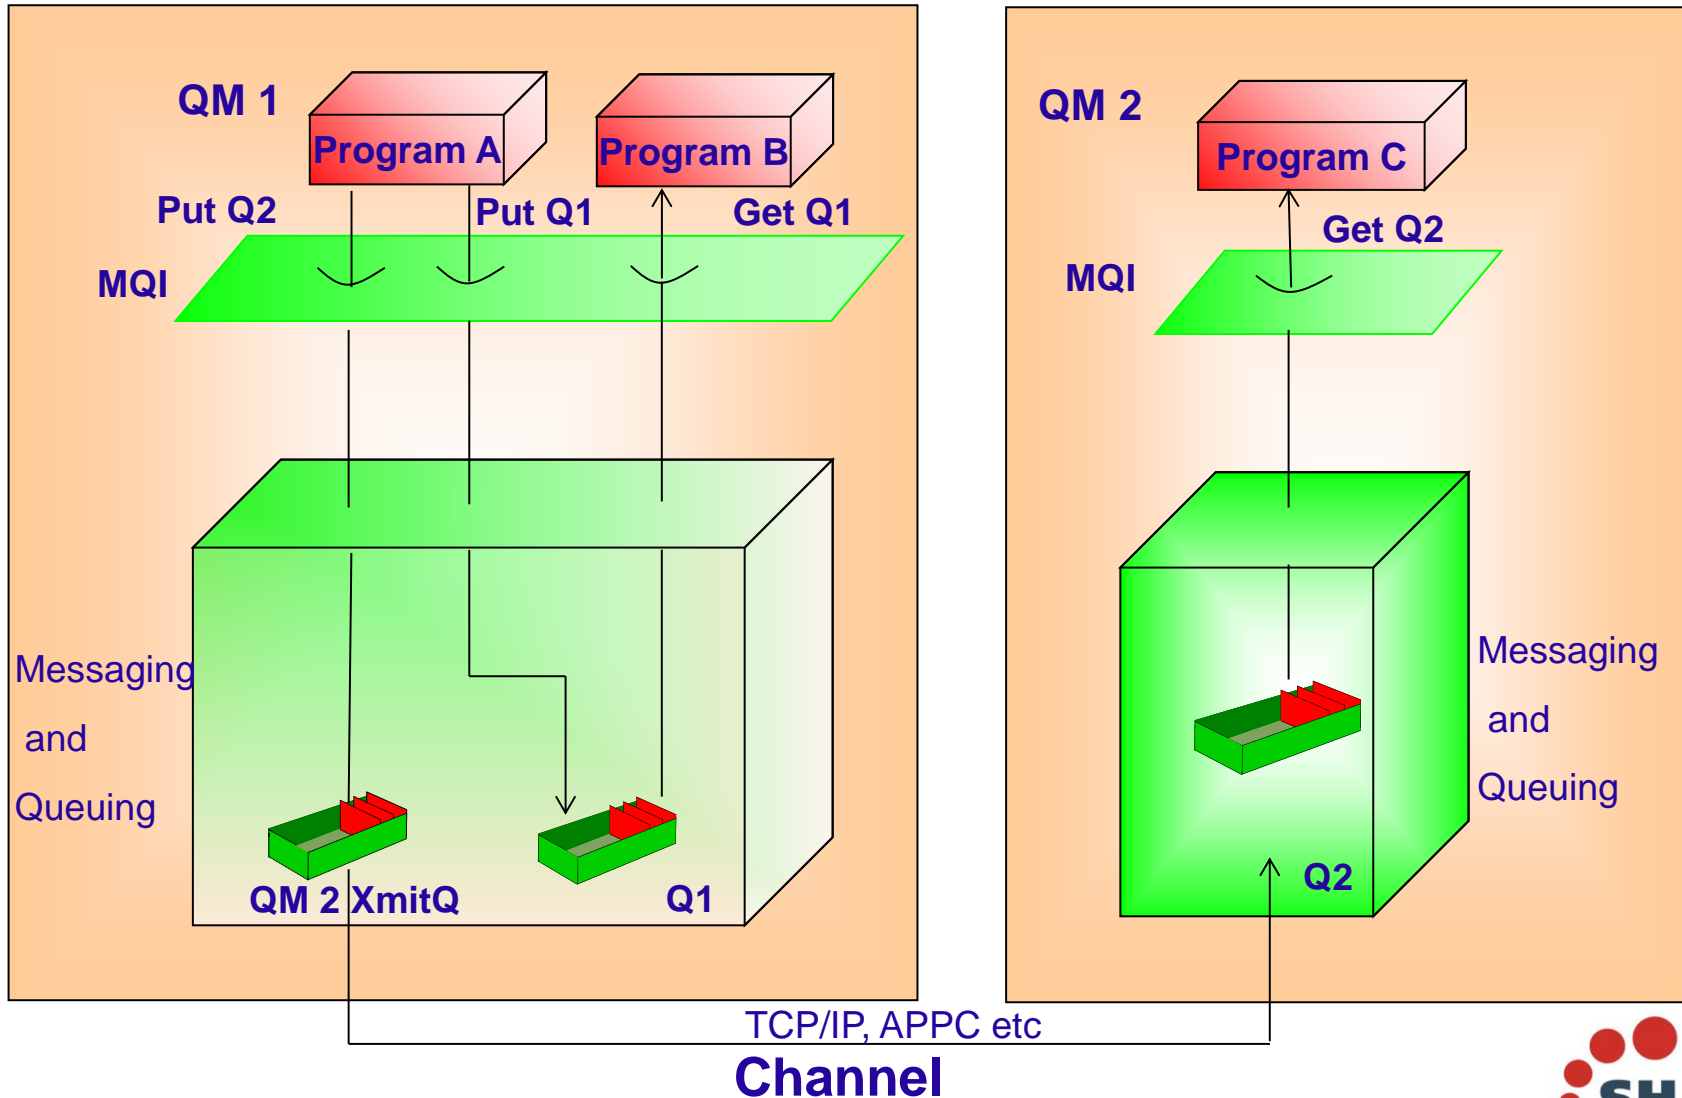 QM 1
Program A
Program B
Put Q2
Put Q1
Get Q1
MQI
Messaging
and
Queuing
QM 2 XmitQ
Q1
QM 2
Program C
Get Q2
MQI
Messaging
and
Queuing
Q2
TCP/IP, APPC etc
Channel